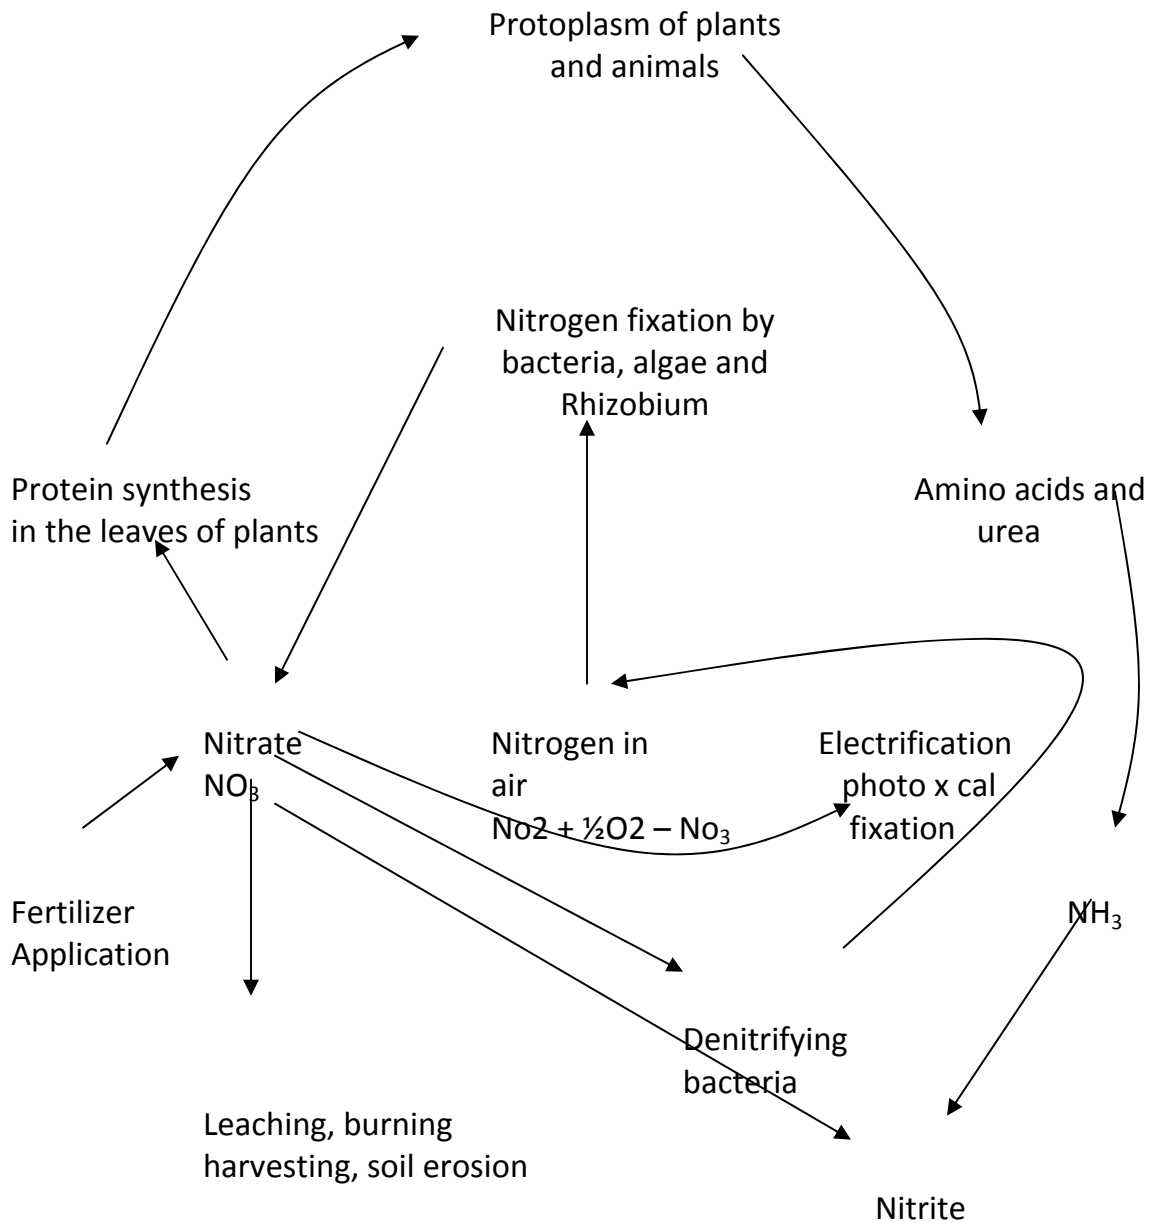 Protoplasm of plants
and animals
Nitrogen fixation by
bacteria, algae and
Rhizobium
Protein synthesis
in the leaves of plants
Amino acids and
urea
Nitrate
NO₃
Nitrogen in
air
No2 + ½O2 – No₃
Electrification
photo x cal
fixation
Fertilizer
Application
NH₃
Denitrifying
bacteria
Leaching, burning
harvesting, soil erosion
Nitrite